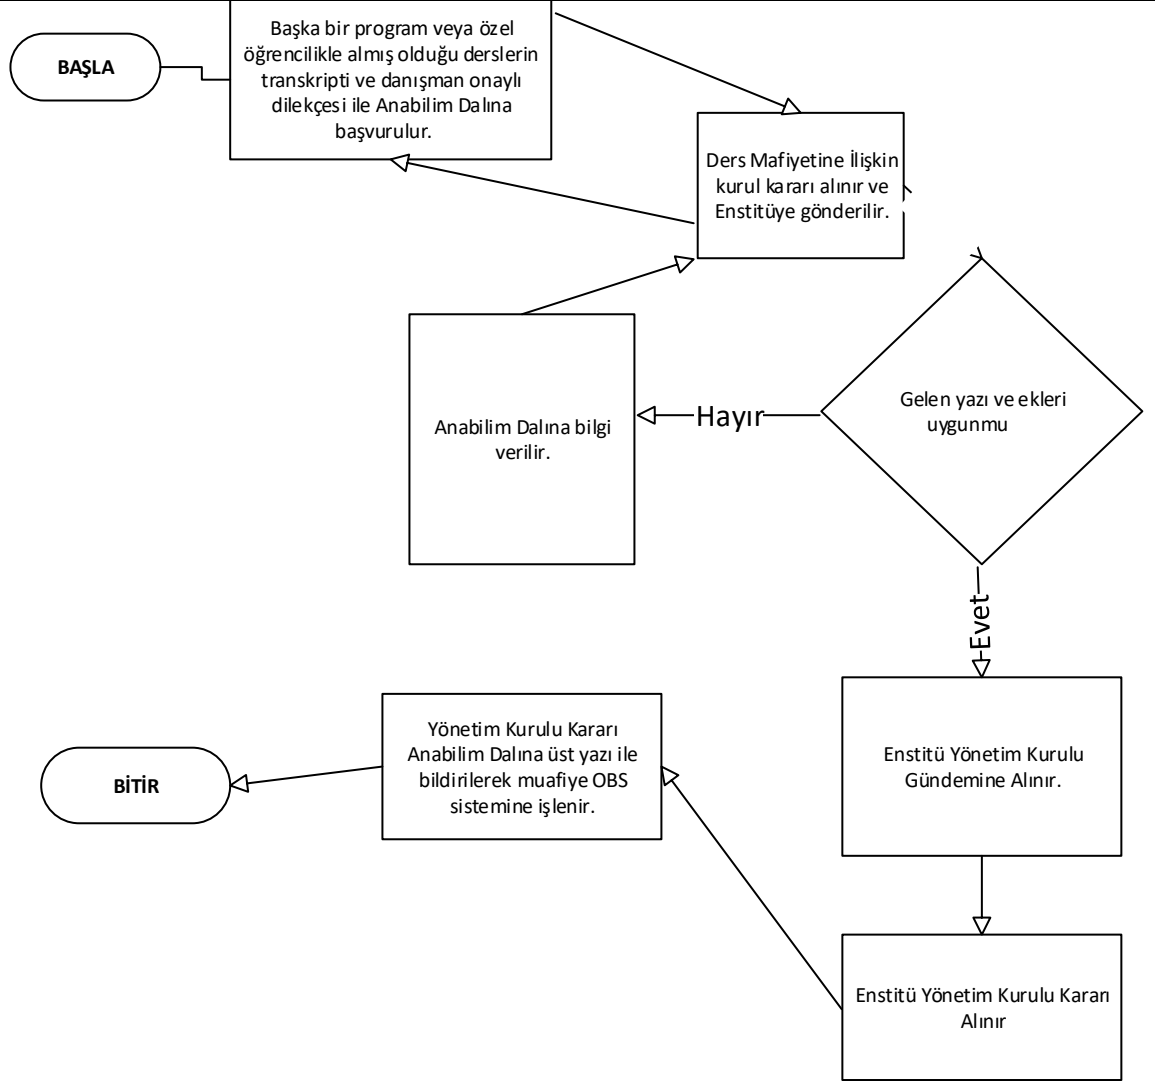 BAŞLA
Başka bir program veya özel
öğrencilikle almış olduğu derslerin
transkripti ve danışman onaylı
dilekçesi ile Anabilim Dalına
başvurulur.
Ders Mafiyetine İlişkin
kurul kararı alınır ve
Enstitüye gönderilir.
Gelen yazı ve ekleri
uygunmu
Hayır
Anabilim Dalına bilgi
verilir.
Evet
Enstitü Yönetim Kurulu
Gündemine Alınır.
Enstitü Yönetim Kurulu Kararı
Alınır
Yönetim Kurulu Kararı
Anabilim Dalına üst yazı ile
bildirilerek muafiye OBS
sistemine işlenir.
BİTİR